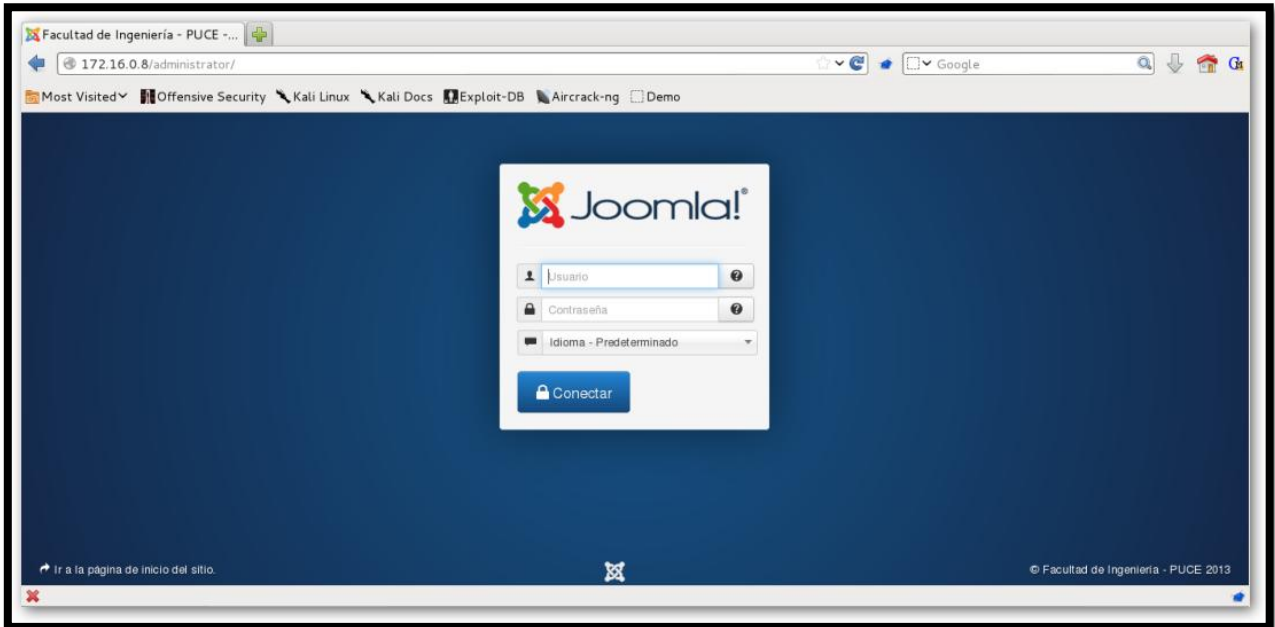 Facultad de Ingeniería - PUCE -...
172.16.0.8/administrator/
Google
Most Visited Offensive Security Kali Linux Kali Docs Exploit-DB Aircrack-ng Demo
Joomla!®
Usuario
Contraseña
Idioma - Predeterminado
Conectar
Ir a la página de inicio del sitio.
© Facultad de Ingeniería - PUCE 2013